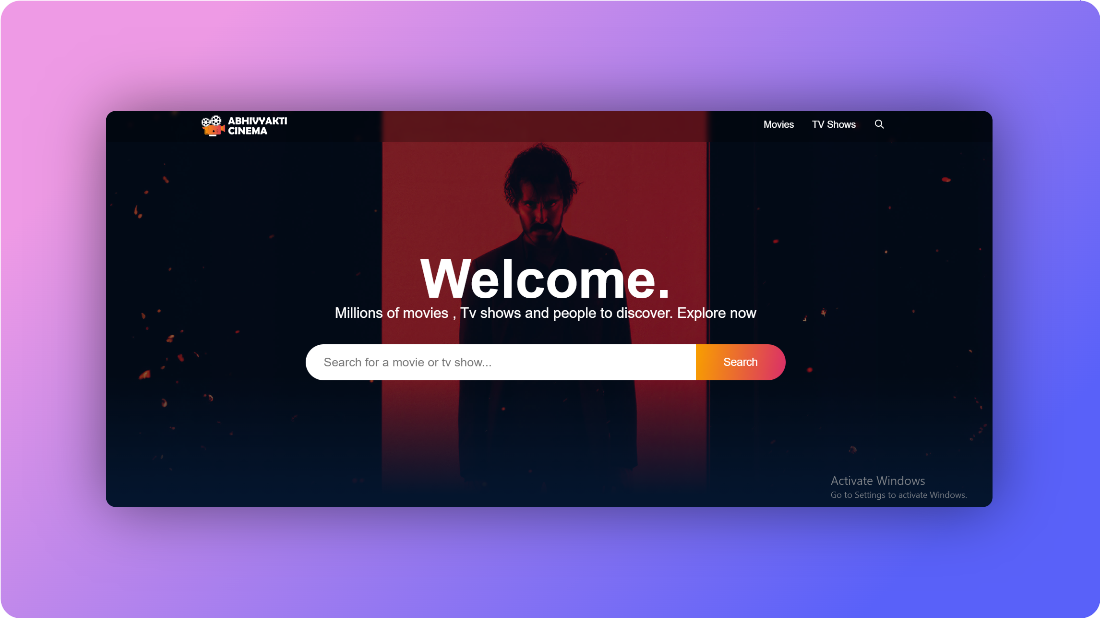 ABHIVYAKTI
CINEMA
Movies TV Shows
Welcome.
Millions of movies , Tv shows and people to discover. Explore now
Search for a movie or tv show... Search
Activate Windows
Go to Settings to activate Windows.